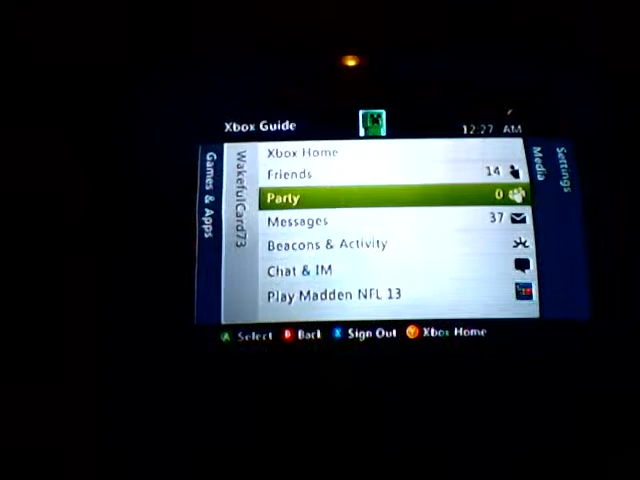 Xbox Guide
12:27 AM
Games & Apps
WakefulCard73
Xbox Home
Friends 14
Party 0
Messages 37
Beacons & Activity
Chat & IM
Play Madden NFL 13
Media
Settings
A Select B Back X Sign Out Y Xbox Home